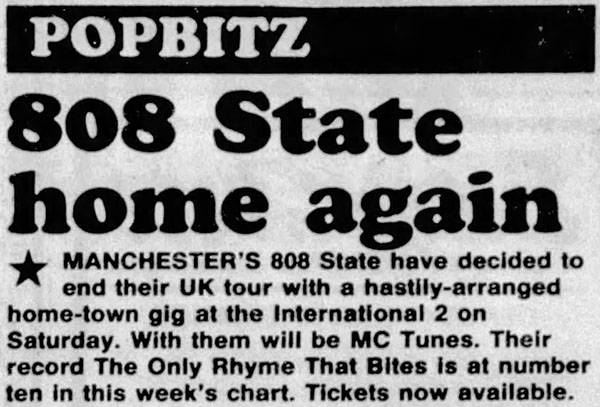 POPBITZ
808 State
home again
★ MANCHESTER'S 808 State have decided to
end their UK tour with a hastily-arranged
home-town gig at the International 2 on
Saturday. With them will be MC Tunes. Their
record The Only Rhyme That Bites is at number
ten in this week's chart. Tickets now available.